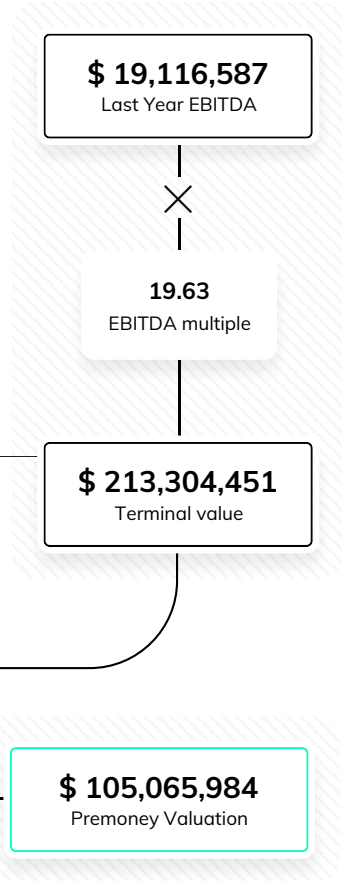 $ 19,116,587
Last Year EBITDA
19.63
EBITDA multiple
$ 213,304,451
Terminal value
$ 105,065,984
Premoney Valuation